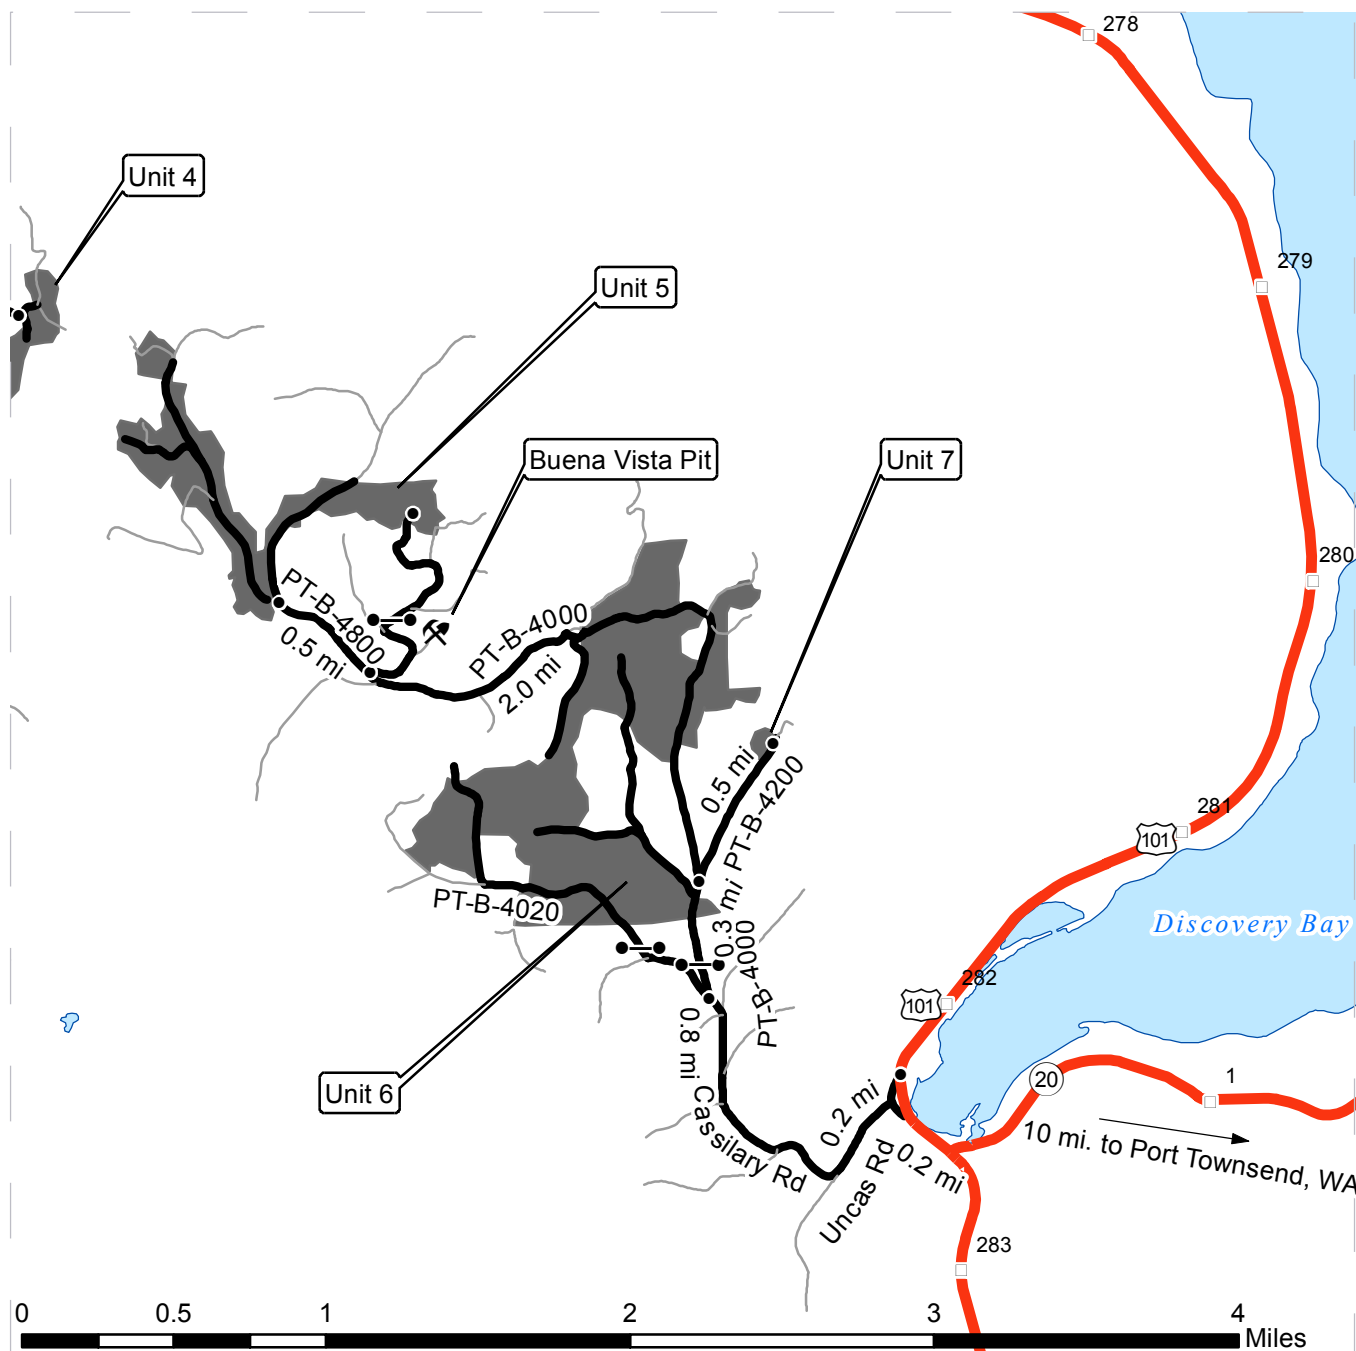 278
Unit 4
279
Unit 5
Buena Vista Pit
Unit 7
280
PT-B-4800
0.5 mi
PT-B-4000
2.0 mi
0.5 mi
PT-B-4200
281
101
0.3 mi
PT-B-4020
Discovery Bay
PT-B-4000
282
101
0.8 mi
Cassilary Rd
Unit 6
20
1
0.2 mi
Uncas Rd
0.2 mi
10 mi. to Port Townsend, WA
283
0 0.5 1 2 3 4
Miles